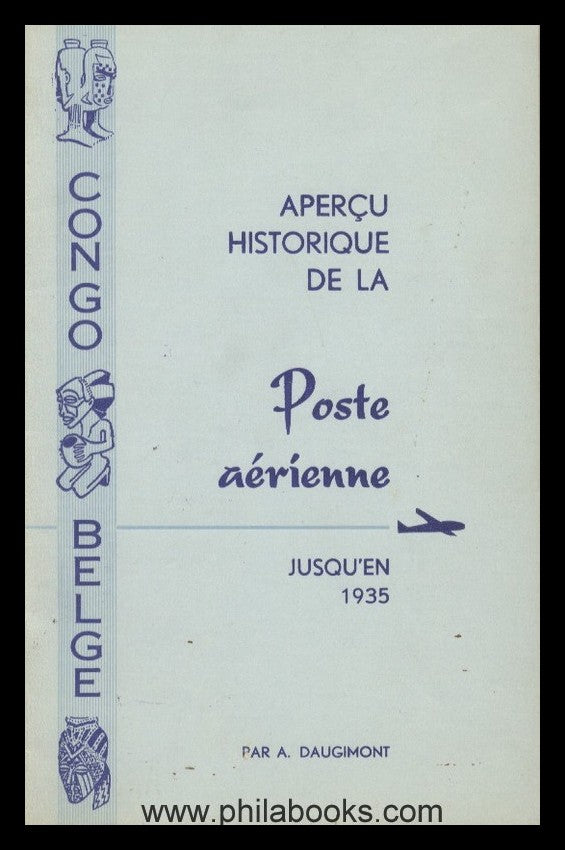 CONGO BELGE
APERÇU
HISTORIQUE
DE LA
Poste
aérienne
JUSQU'EN
1935
PAR A. DAUGIMONT
www.philabooks.com